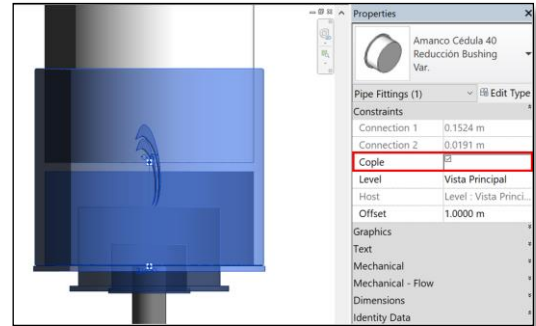 Properties
Amanco Cédula 40
Reducción Bushing
Var.
Pipe Fittings (1)
Edit Type
Constraints
Connection 1 0.1524 m
Connection 2 0.0191 m
Cople
Level Vista Principal
Host Level : Vista Princi...
Offset 1.0000 m
Graphics
Text
Mechanical
Mechanical - Flow
Dimensions
Identity Data